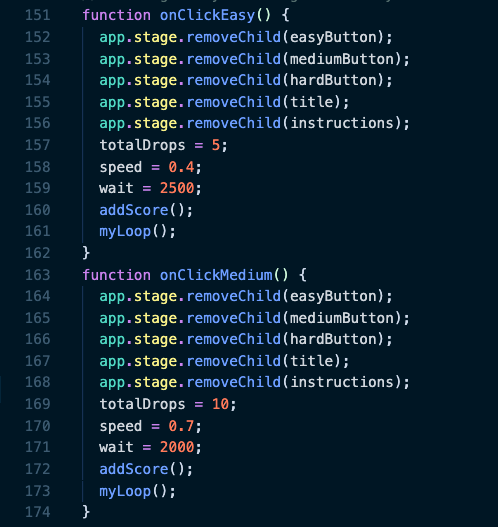 151 function onClickEasy() {
152 app.stage.removeChild(easyButton);
153 app.stage.removeChild(mediumButton);
154 app.stage.removeChild(hardButton);
155 app.stage.removeChild(title);
156 app.stage.removeChild(instructions);
157 totalDrops = 5;
158 speed = 0.4;
159 wait = 2500;
160 addScore();
161 myLoop();
162 }
163 function onClickMedium() {
164 app.stage.removeChild(easyButton);
165 app.stage.removeChild(mediumButton);
166 app.stage.removeChild(hardButton);
167 app.stage.removeChild(title);
168 app.stage.removeChild(instructions);
169 totalDrops = 10;
170 speed = 0.7;
171 wait = 2000;
172 addScore();
173 myLoop();
174 }